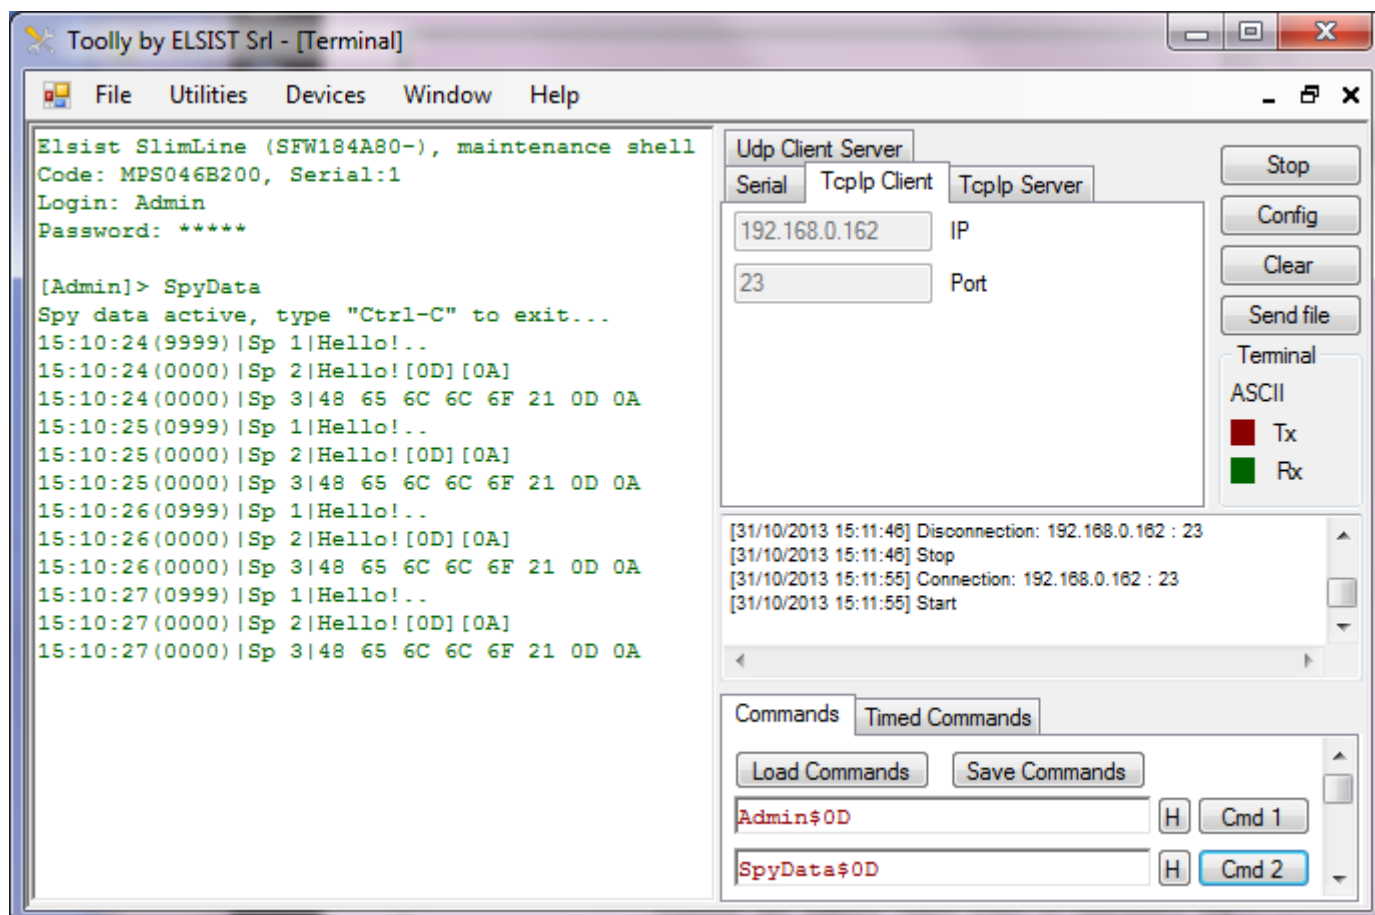 Toolly by ELSIST Srl - [Terminal]
File Utilities Devices Window Help
Elsist SlimLine (SFW184A80-), maintenance shell
Code: MPS046B200, Serial:1
Login: Admin
Password: *****
[Admin]> SpyData
Spy data active, type "Ctrl-C" to exit...
15:10:24(9999)|Sp 1|Hello!..
15:10:24(0000)|Sp 2|Hello![0D][0A]
15:10:24(0000)|Sp 3|48 65 6C 6C 6F 21 0D 0A
15:10:25(0999)|Sp 1|Hello!..
15:10:25(0000)|Sp 2|Hello![0D][0A]
15:10:25(0000)|Sp 3|48 65 6C 6C 6F 21 0D 0A
15:10:26(0999)|Sp 1|Hello!..
15:10:26(0000)|Sp 2|Hello![0D][0A]
15:10:26(0000)|Sp 3|48 65 6C 6C 6F 21 0D 0A
15:10:27(0999)|Sp 1|Hello!..
15:10:27(0000)|Sp 2|Hello![0D][0A]
15:10:27(0000)|Sp 3|48 65 6C 6C 6F 21 0D 0A
Udp Client Server
Serial TcpIp Client TcpIp Server
192.168.0.162 IP
23 Port
Stop
Config
Clear
Send file
Terminal
ASCII
Tx
Rx
[31/10/2013 15:11:46] Disconnection: 192.168.0.162 : 23
[31/10/2013 15:11:46] Stop
[31/10/2013 15:11:55] Connection: 192.168.0.162 : 23
[31/10/2013 15:11:55] Start
Commands Timed Commands
Load Commands Save Commands
Admin$0D H Cmd 1
SpyData$0D H Cmd 2